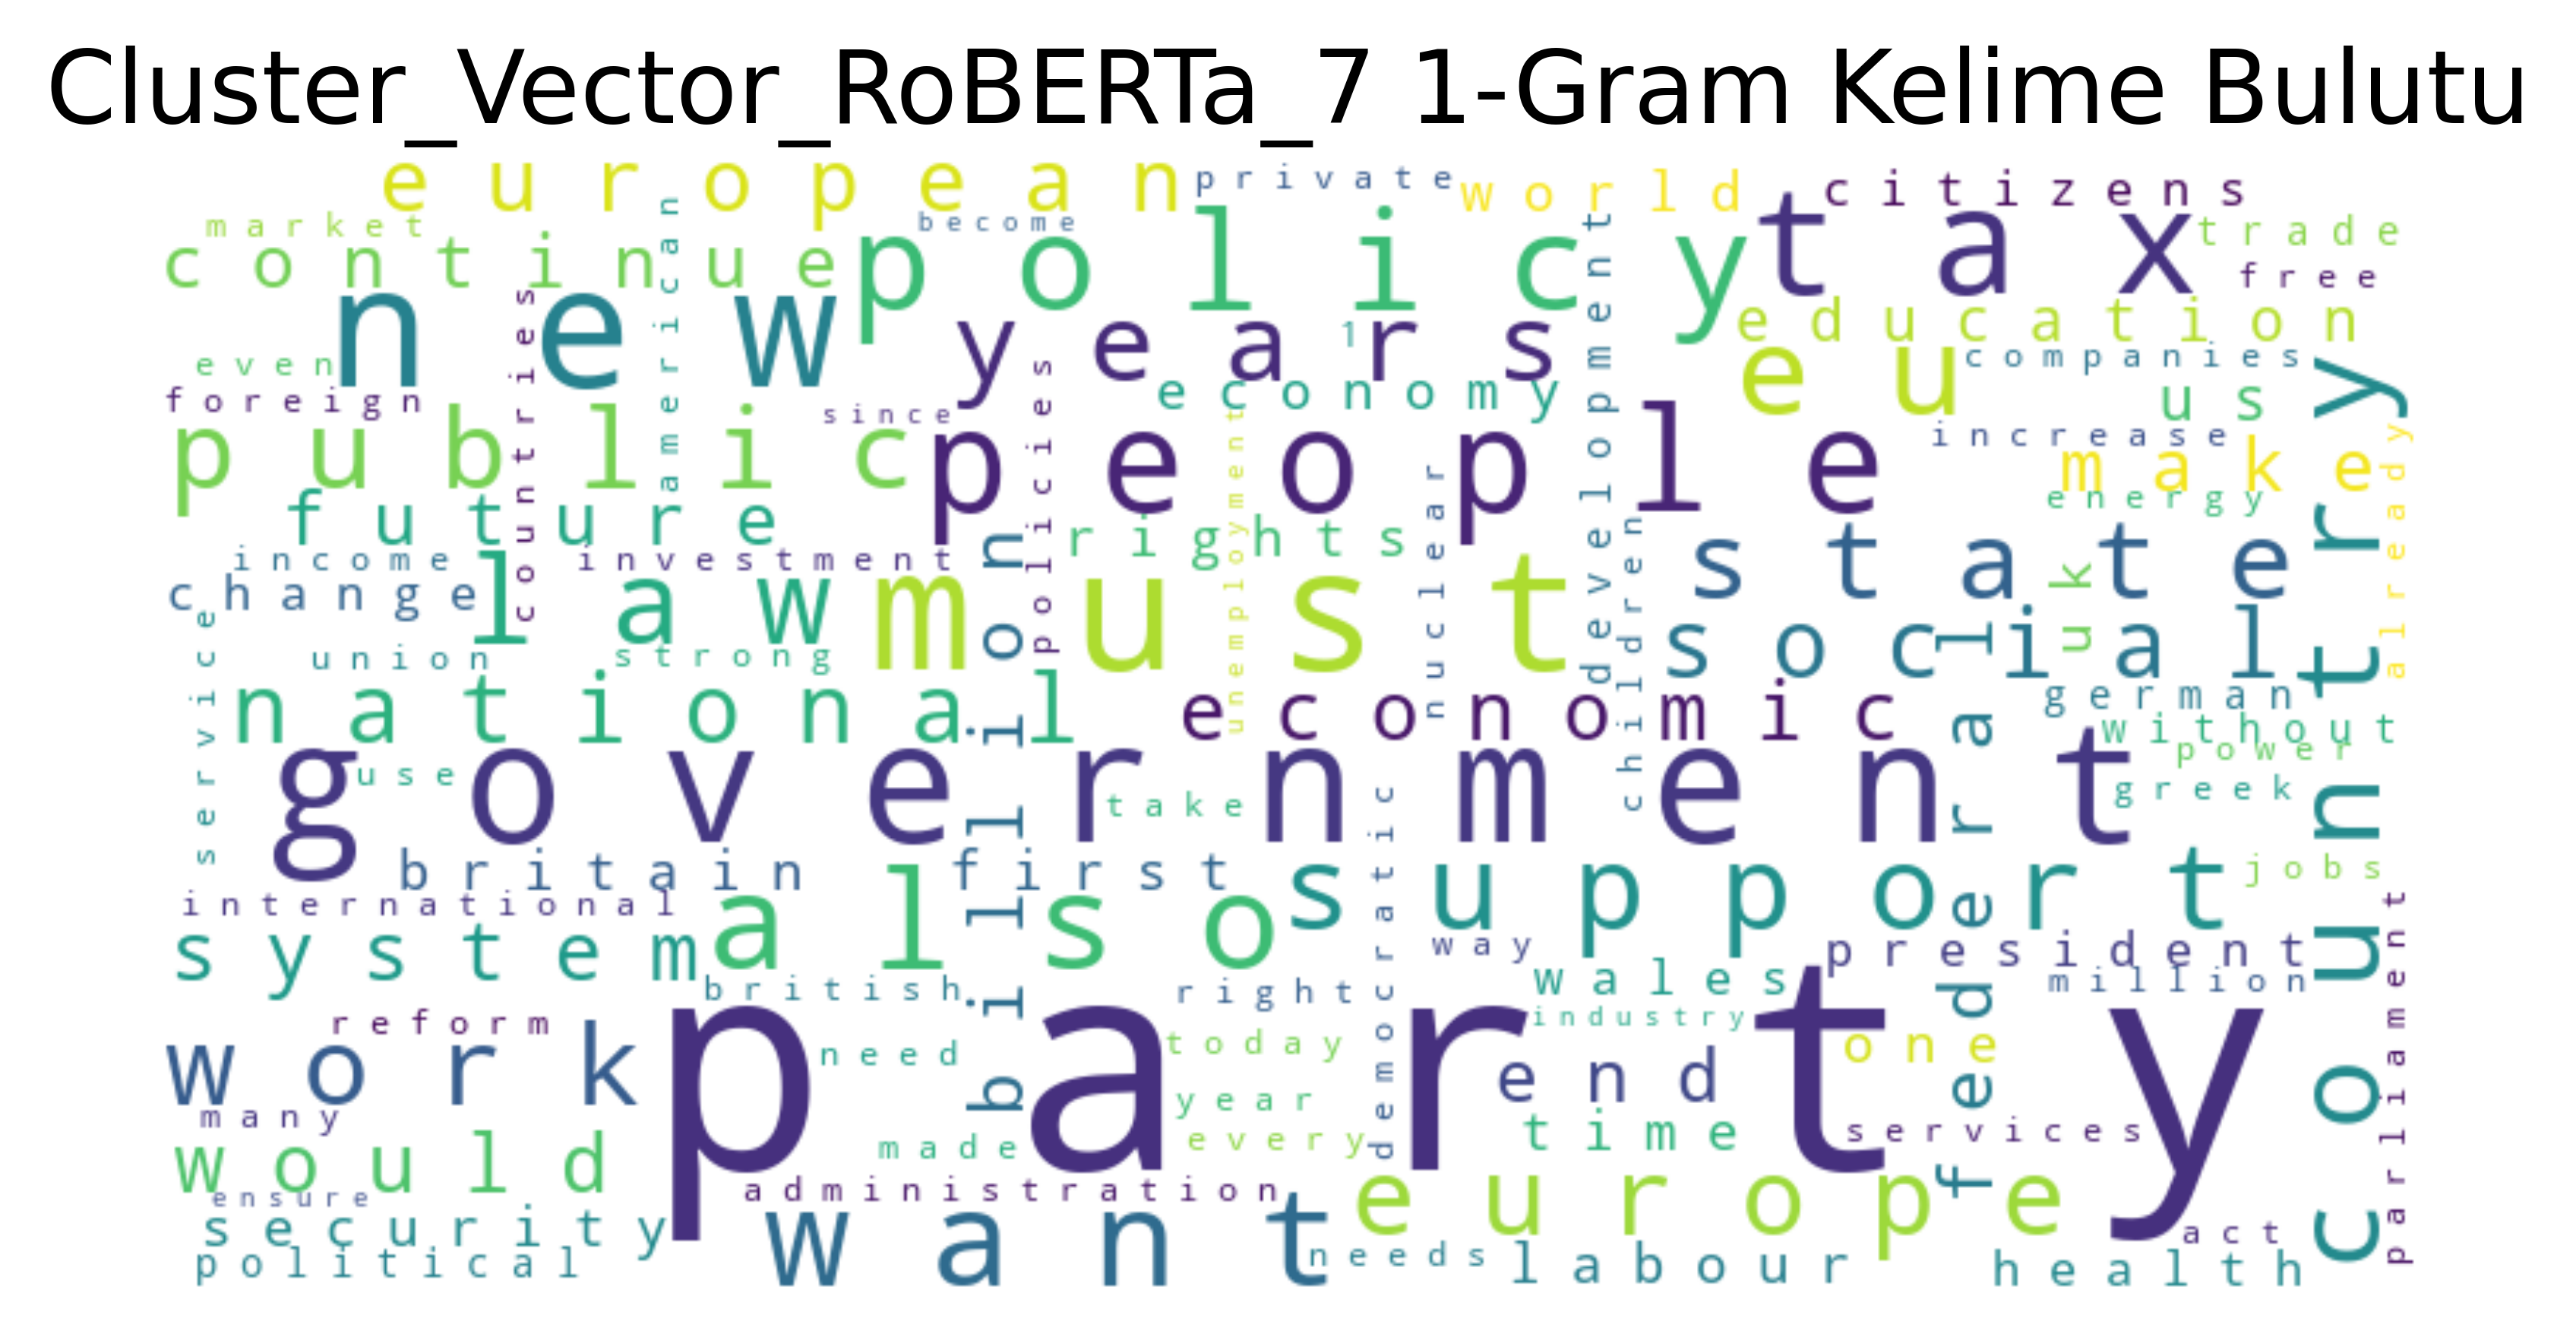 Cluster_Vector_RoBERTa_7 1-Gram Kelime Bulutu
european
private
world
citizens
market
become
continue
policy
tax
trade
free
american
development
new
years
1
education
countries
even
eu
companies
foreign
since
economy
us
country
public
people
policies
unemployment
increase
make
already
future
energy
nuclear
rights
income
investment
state
children
change
law
must
billion
uk
service
union
strong
social
federal
national
economic
german
without
power
government
use
take
greek
democratic
britain
first
support
jobs
international
also
system
way
president
parliament
british
right
wales
million
reform
industry
work
party
need
today
end
one
many
year
time
services
would
made
every
ensure
administration
europe
security
want
act
political
needs
labour
health